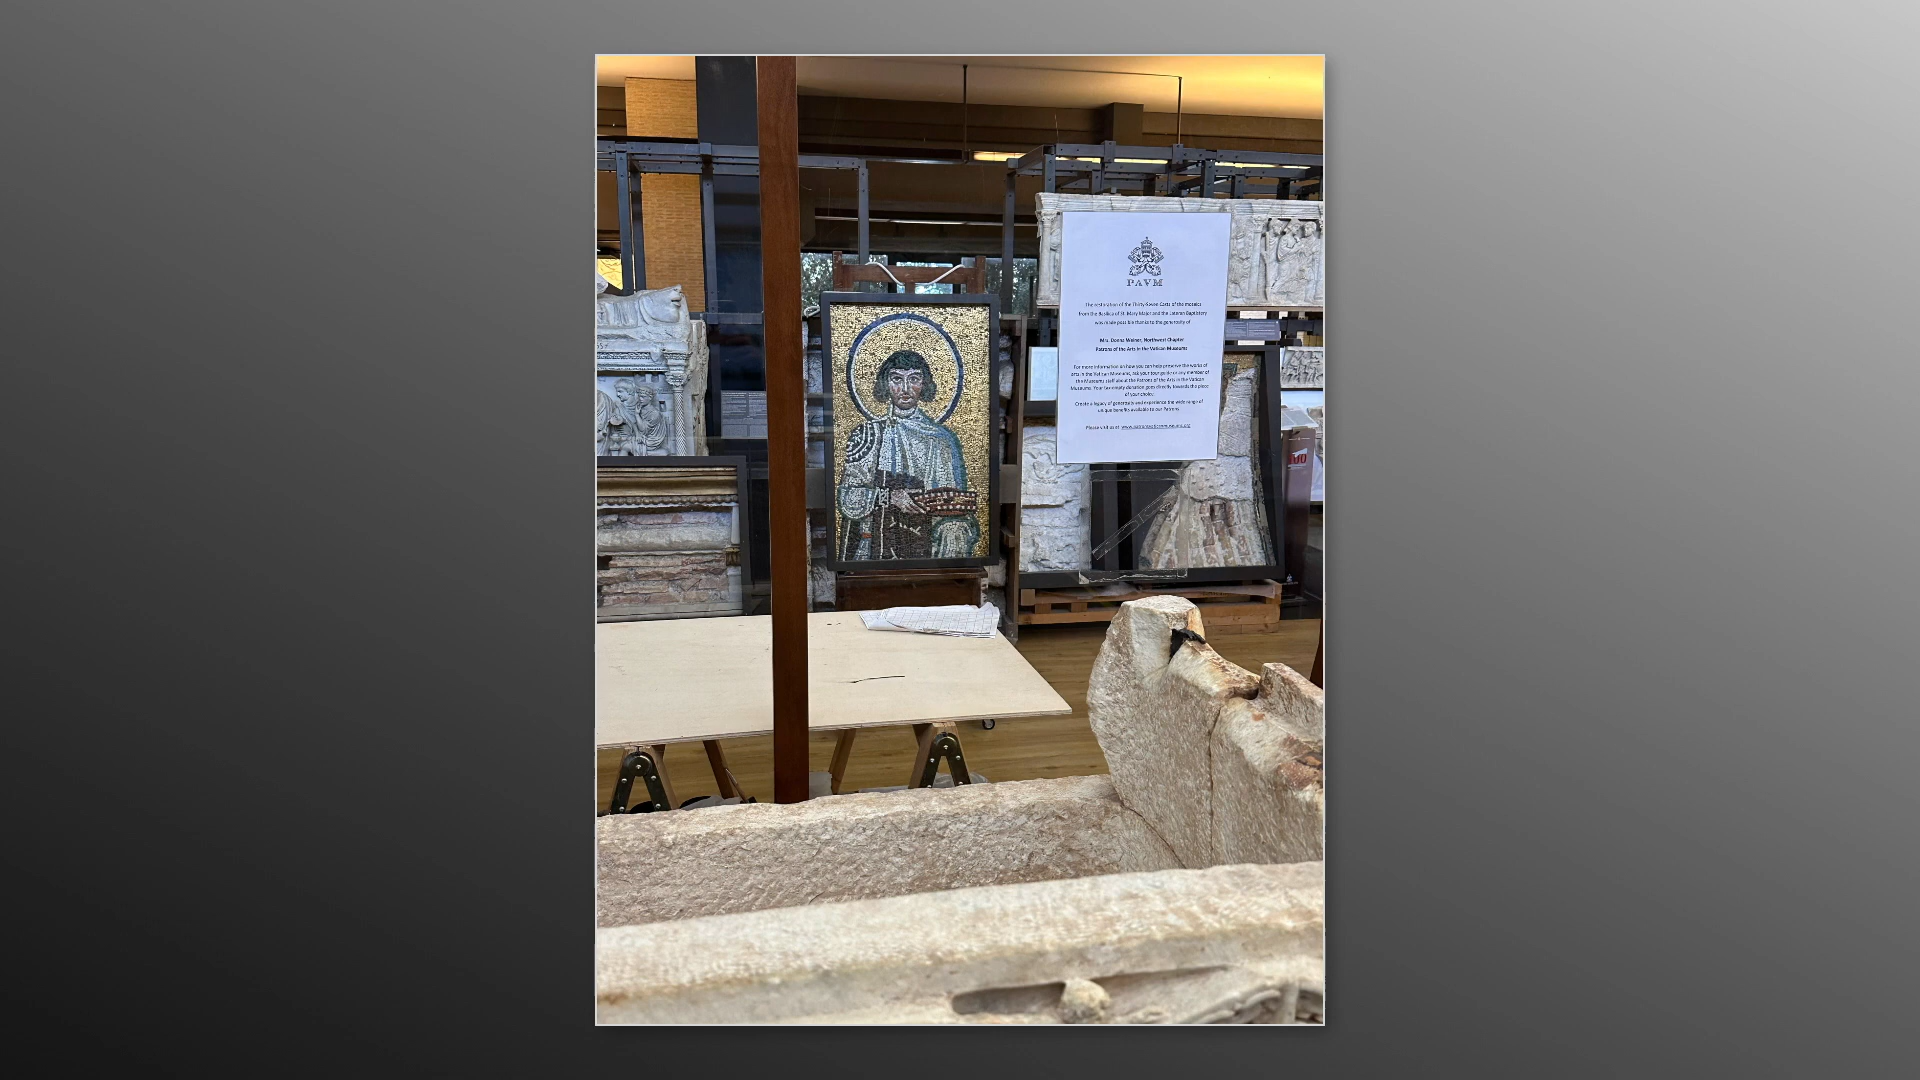 PAVM
The restoration of the Thirty-Seven Casts of the mosaics
from the Basilica of St. Mary Major and the Lateran Baptistery
was made possible thanks to the generosity of
Mrs. Donna Weiner, Northwest Chapter
Patrons of the Arts in the Vatican Museums
For more information on how you can help preserve the works of
arts in the Vatican Museums, ask your tour guide or any member of
the Museums staff about the Patrons of the Arts in the Vatican
Museums. Your tax-empty donation goes directly towards the piece
of your choice.
Create a legacy of generosity and experience the wide range of
unique benefits available to our Patrons
Please visit us at: